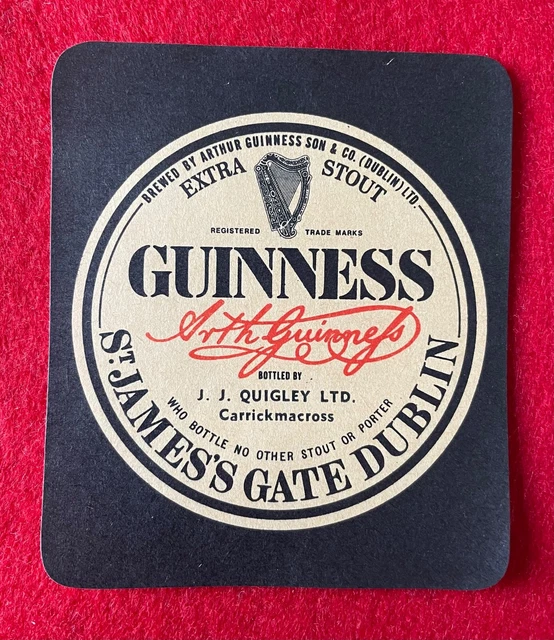 BREWED BY ARTHUR GUINNESS SON & CO. (DUBLIN) LTD.
EXTRA STOUT
REGISTERED TRADE MARKS
GUINNESS
Arth Guinness
BOTTLED BY
J. J. QUIGLEY LTD.
Carrickmacross
WHO BOTTLE NO OTHER STOUT OR PORTER
ST. JAMES'S GATE DUBLIN